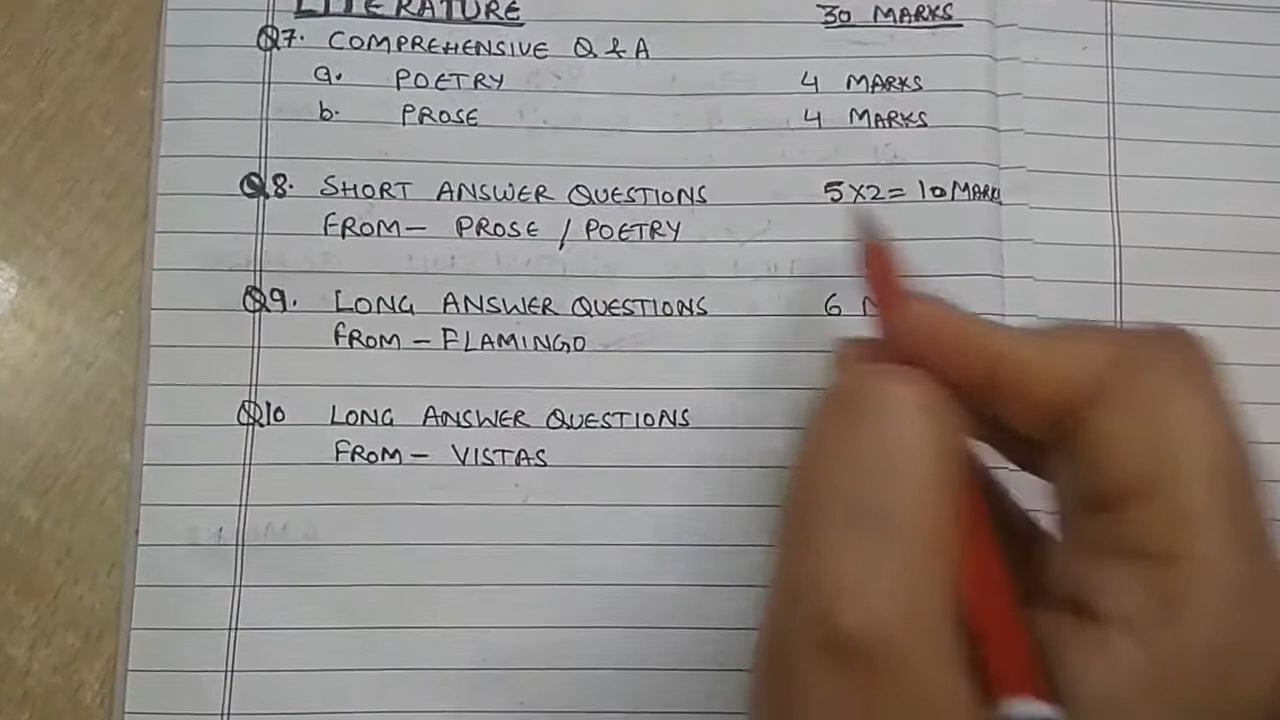 LITERATURE 30 MARKS
Q7. COMPREHENSIVE Q & A
a. POETRY 4 MARKS
b. PROSE 4 MARKS
Q8. SHORT ANSWER QUESTIONS 5X2=10 MARKS
FROM- PROSE / POETRY
Q9. LONG ANSWER QUESTIONS 6
FROM - FLAMINGO
Q10 LONG ANSWER QUESTIONS
FROM - VISTAS